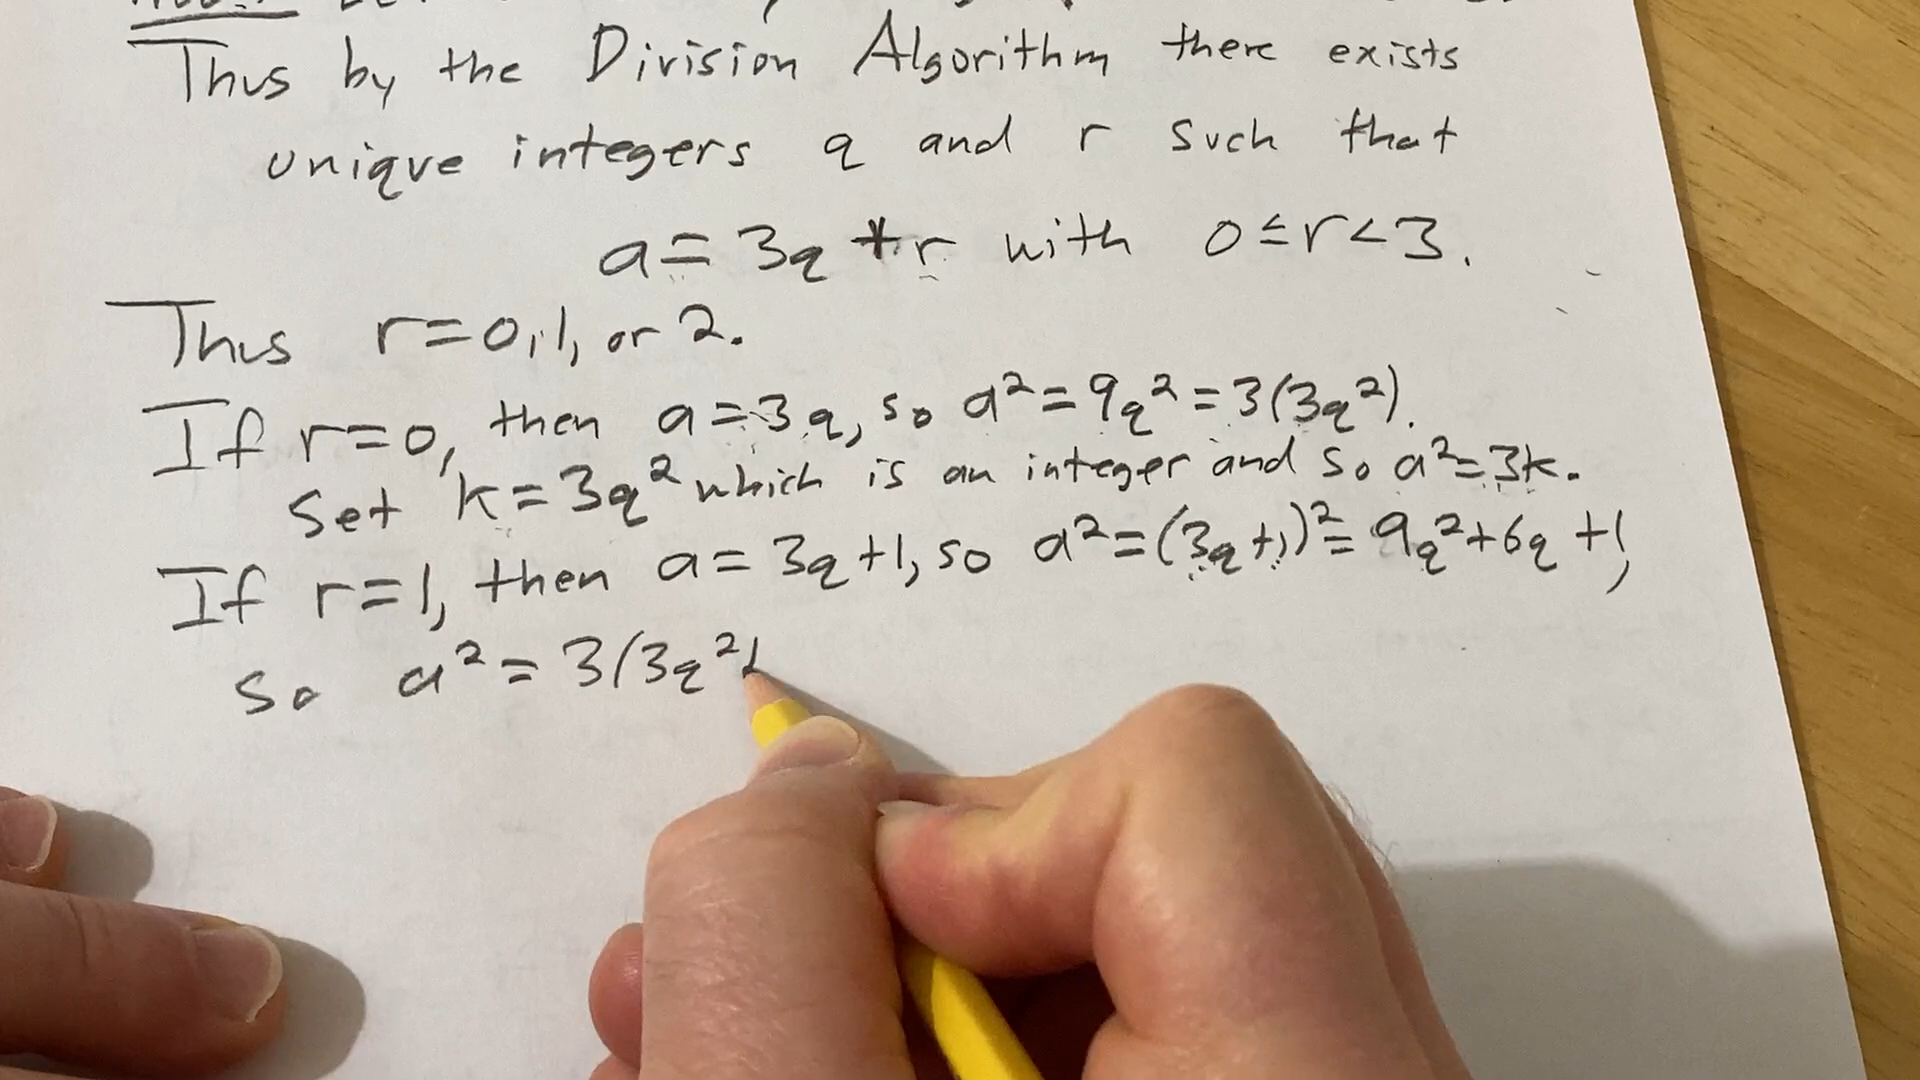 Thus by the Division Algorithm there exists
unique integers q and r such that
a = 3q + r with 0 ≤ r < 3.
Thus r = 0, 1, or 2.
If r = 0, then a = 3q, so a² = 9q² = 3(3q²).
Set k = 3q² which is an integer and so a² = 3k.
If r = 1, then a = 3q + 1, so a² = (3q + 1)² = 9q² + 6q + 1,
so a² = 3(3q²